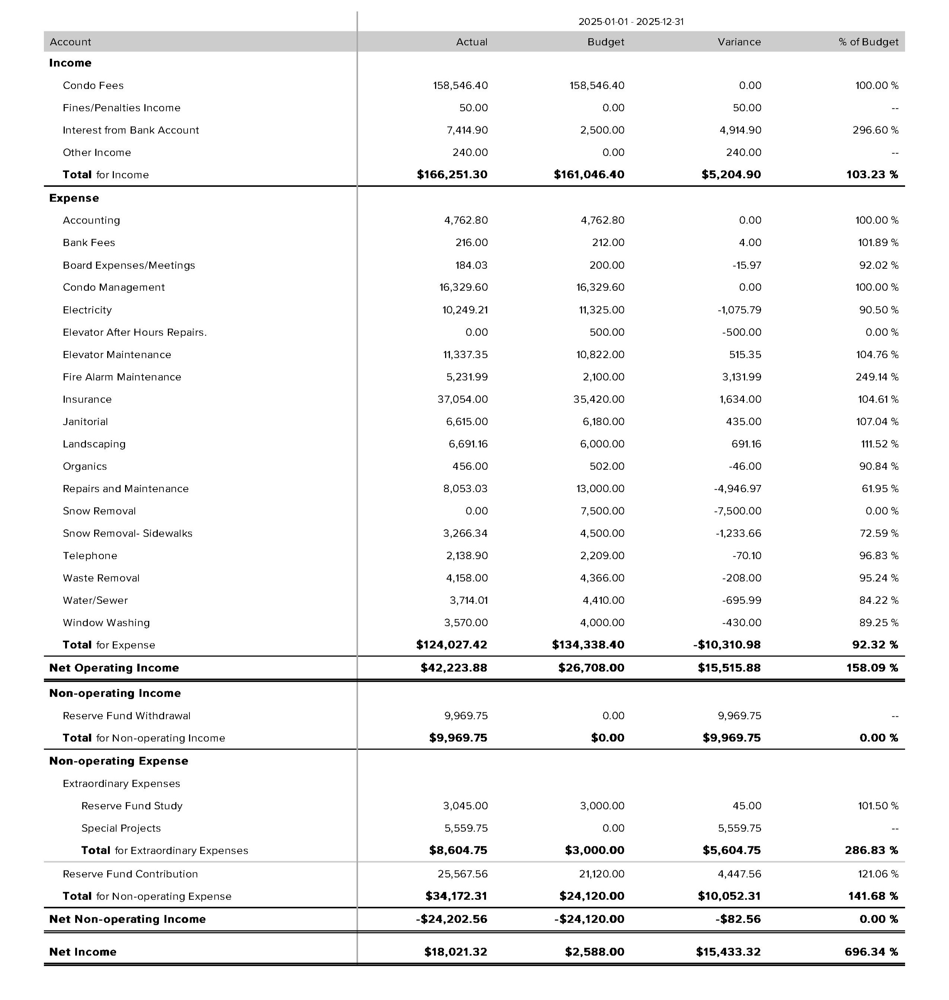 2025-01-01 - 2025-12-31
Account Actual Budget Variance % of Budget
Income
Condo Fees 158,546.40 158,546.40 0.00 100.00 %
Fines/Penalties Income 50.00 0.00 50.00 --
Interest from Bank Account 7,414.90 2,500.00 4,914.90 296.60 %
Other Income 240.00 0.00 240.00 --
Total for Income $166,251.30 $161,046.40 $5,204.90 103.23 %
Expense
Accounting 4,762.80 4,762.80 0.00 100.00 %
Bank Fees 216.00 212.00 4.00 101.89 %
Board Expenses/Meetings 184.03 200.00 -15.97 92.02 %
Condo Management 16,329.60 16,329.60 0.00 100.00 %
Electricity 10,249.21 11,325.00 -1,075.79 90.50 %
Elevator After Hours Repairs. 0.00 500.00 -500.00 0.00 %
Elevator Maintenance 11,337.35 10,822.00 515.35 104.76 %
Fire Alarm Maintenance 5,231.99 2,100.00 3,131.99 249.14 %
Insurance 37,054.00 35,420.00 1,634.00 104.61 %
Janitorial 6,615.00 6,180.00 435.00 107.04 %
Landscaping 6,691.16 6,000.00 691.16 111.52 %
Organics 456.00 502.00 -46.00 90.84 %
Repairs and Maintenance 8,053.03 13,000.00 -4,946.97 61.95 %
Snow Removal 0.00 7,500.00 -7,500.00 0.00 %
Snow Removal- Sidewalks 3,266.34 4,500.00 -1,233.66 72.59 %
Telephone 2,138.90 2,209.00 -70.10 96.83 %
Waste Removal 4,158.00 4,366.00 -208.00 95.24 %
Water/Sewer 3,714.01 4,410.00 -695.99 84.22 %
Window Washing 3,570.00 4,000.00 -430.00 89.25 %
Total for Expense $124,027.42 $134,338.40 -$10,310.98 92.32 %
Net Operating Income $42,223.88 $26,708.00 $15,515.88 158.09 %
Non-operating Income
Reserve Fund Withdrawal 9,969.75 0.00 9,969.75 --
Total for Non-operating Income $9,969.75 $0.00 $9,969.75 0.00 %
Non-operating Expense
Extraordinary Expenses
Reserve Fund Study 3,045.00 3,000.00 45.00 101.50 %
Special Projects 5,559.75 0.00 5,559.75 --
Total for Extraordinary Expenses $8,604.75 $3,000.00 $5,604.75 286.83 %
Reserve Fund Contribution 25,567.56 21,120.00 4,447.56 121.06 %
Total for Non-operating Expense $34,172.31 $24,120.00 $10,052.31 141.68 %
Net Non-operating Income -$24,202.56 -$24,120.00 -$82.56 0.00 %
Net Income $18,021.32 $2,588.00 $15,433.32 696.34 %